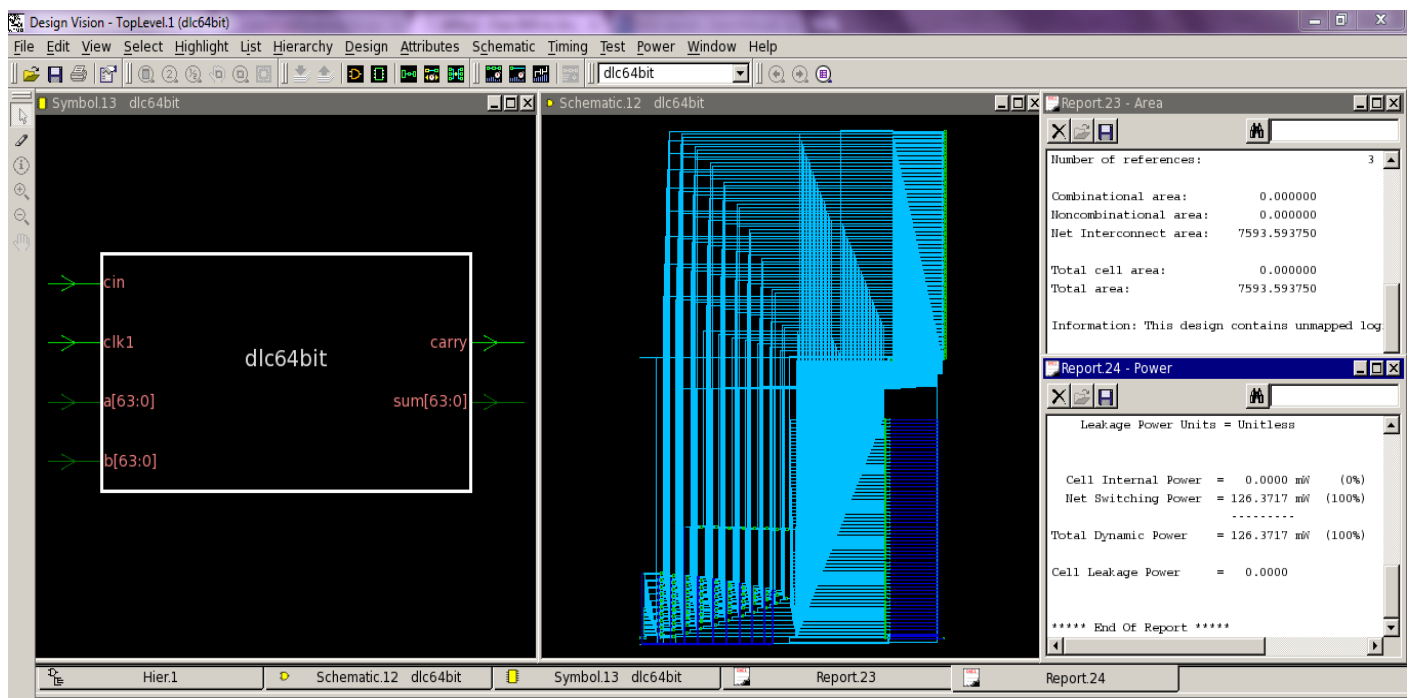 Design Vision - TopLevel.1 (dlc64bit)
File Edit View Select Highlight List Hierarchy Design Attributes Schematic Timing Test Power Window Help
dlc64bit
Symbol.13 dlc64bit
cin
clk1
a[63:0]
b[63:0]
dlc64bit
carry
sum[63:0]
Schematic.12 dlc64bit
Report.23 - Area
Number of references: 3
Combinational area: 0.000000
Noncombinational area: 0.000000
Net Interconnect area: 7593.593750
Total cell area: 0.000000
Total area: 7593.593750
Information: This design contains unmapped log
Report.24 - Power
Leakage Power Units = Unitless
Cell Internal Power = 0.0000 mW (0%)
Net Switching Power = 126.3717 mW (100%)
---------
Total Dynamic Power = 126.3717 mW (100%)
Cell Leakage Power = 0.0000
***** End Of Report *****
Hier.1
Schematic.12 dlc64bit
Symbol.13 dlc64bit
Report.23
Report.24